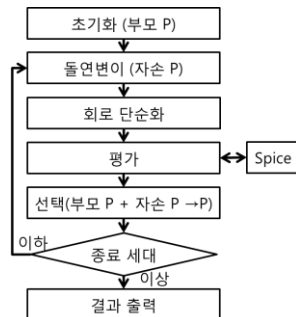 초기화 (부모 P)
돌연변이 (자손 P)
회로 단순화
평가
Spice
선택(부모 P + 자손 P →P)
이하
종료 세대
이상
결과 출력